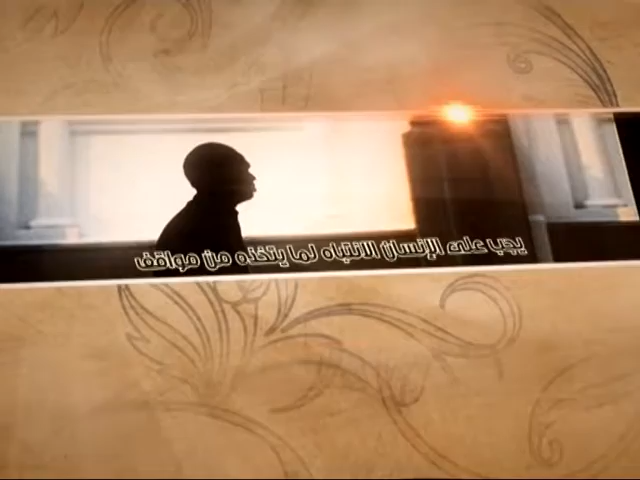 يجب على الإنسان الانتباه لما يتخذه من مواقف